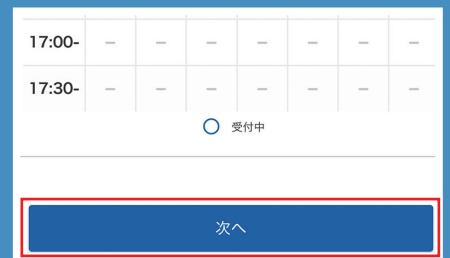 17:00- – – – – – – –
17:30- – – – – – – –
○ 受付中
次へ